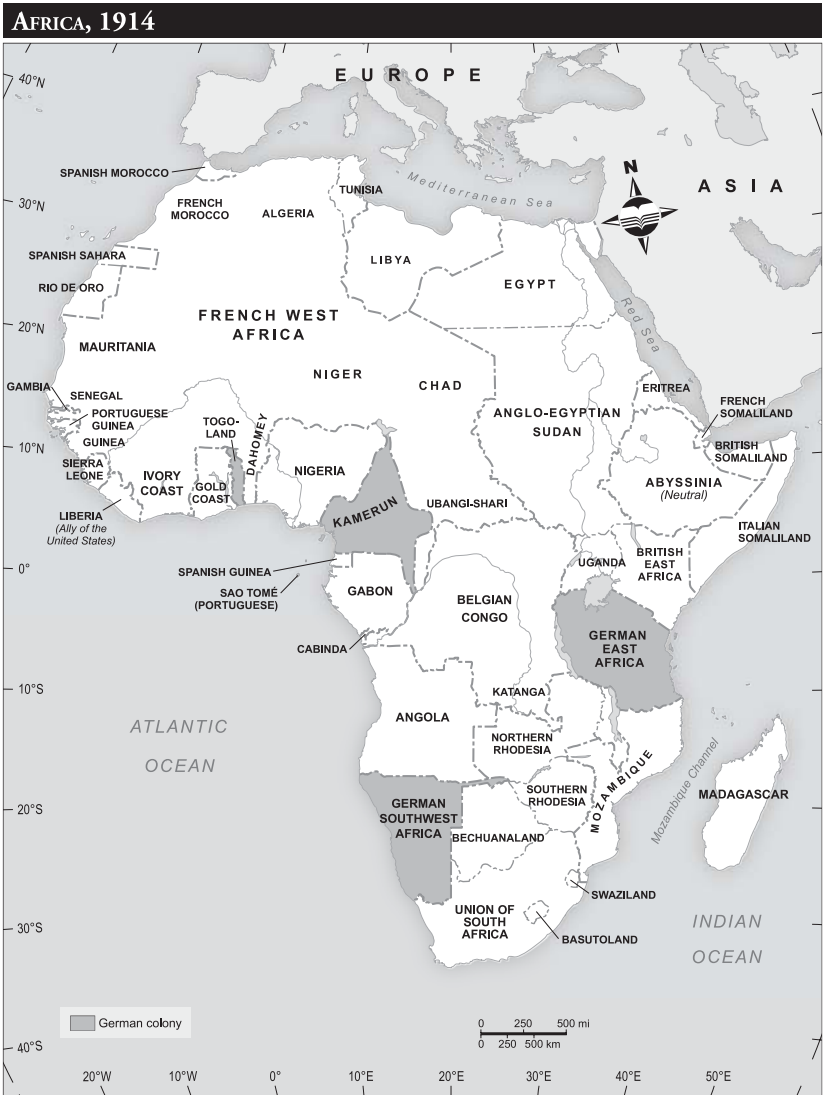 AFRICA, 1914
EUROPE
ASIA
Mediterranean Sea
N
40°N
30°N
20°N
10°N
0°
10°S
20°S
30°S
40°S
SPANISH MOROCCO
FRENCH
MOROCCO
ALGERIA
TUNISIA
LIBYA
EGYPT
Red Sea
SPANISH SAHARA
RIO DE ORO
FRENCH WEST
AFRICA
MAURITANIA
NIGER
CHAD
ANGLO-EGYPTIAN
SUDAN
ERITREA
FRENCH
SOMALILAND
BRITISH
SOMALILAND
ABYSSINIA
(Neutral)
ITALIAN
SOMALILAND
GAMBIA
SENEGAL
PORTUGUESE
GUINEA
GUINEA
SIERRA
LEONE
LIBERIA
(Ally of the
United States)
IVORY
COAST
GOLD
COAST
TOGO-
LAND
DAHOMEY
NIGERIA
KAMERUN
UBANGI-SHARI
UGANDA
BRITISH
EAST
AFRICA
SPANISH GUINEA
SAO TOMÉ
(PORTUGUESE)
GABON
CABINDA
BELGIAN
CONGO
GERMAN
EAST
AFRICA
KATANGA
ANGOLA
NORTHERN
RHODESIA
SOUTHERN
RHODESIA
MOZAMBIQUE
Mozambique Channel
MADAGASCAR
GERMAN
SOUTHWEST
AFRICA
BECHUANALAND
SWAZILAND
UNION OF
SOUTH
AFRICA
BASUTOLAND
ATLANTIC
OCEAN
INDIAN
OCEAN
German colony
0 250 500 mi
0 250 500 km
20°W 10°W 0° 10°E 20°E 30°E 40°E 50°E